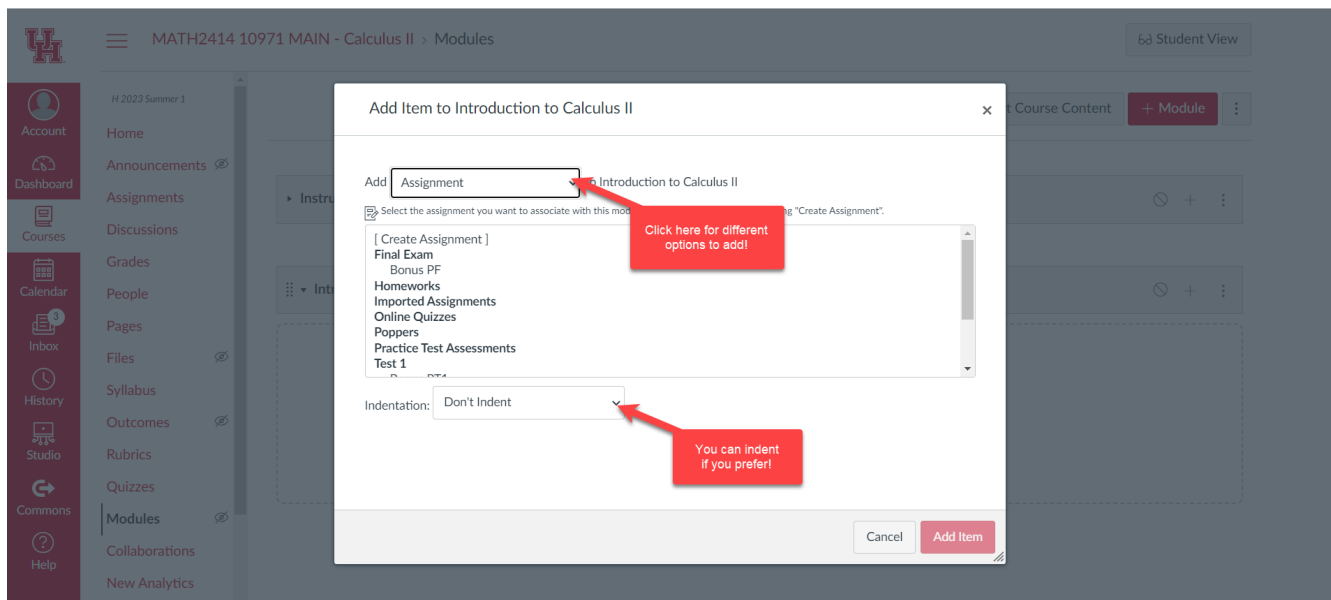 MATH2414 10971 MAIN - Calculus II > Modules
Student View
H 2023 Summer 1
Account
Dashboard
Courses
Calendar
3
Inbox
History
Studio
Commons
Help
Home
Announcements
Assignments
Discussions
Grades
People
Pages
Files
Syllabus
Outcomes
Rubrics
Quizzes
Modules
Collaborations
New Analytics
Course Content
+ Module
Add Item to Introduction to Calculus II
×
Add Assignment Introduction to Calculus II
Select the assignment you want to associate with this "Create Assignment".
Click here for different
options to add!
[ Create Assignment ]
Final Exam
Bonus PF
Homeworks
Imported Assignments
Online Quizzes
Poppers
Practice Test Assessments
Test 1
Indentation: Don't Indent
You can indent
if you prefer!
Cancel
Add Item